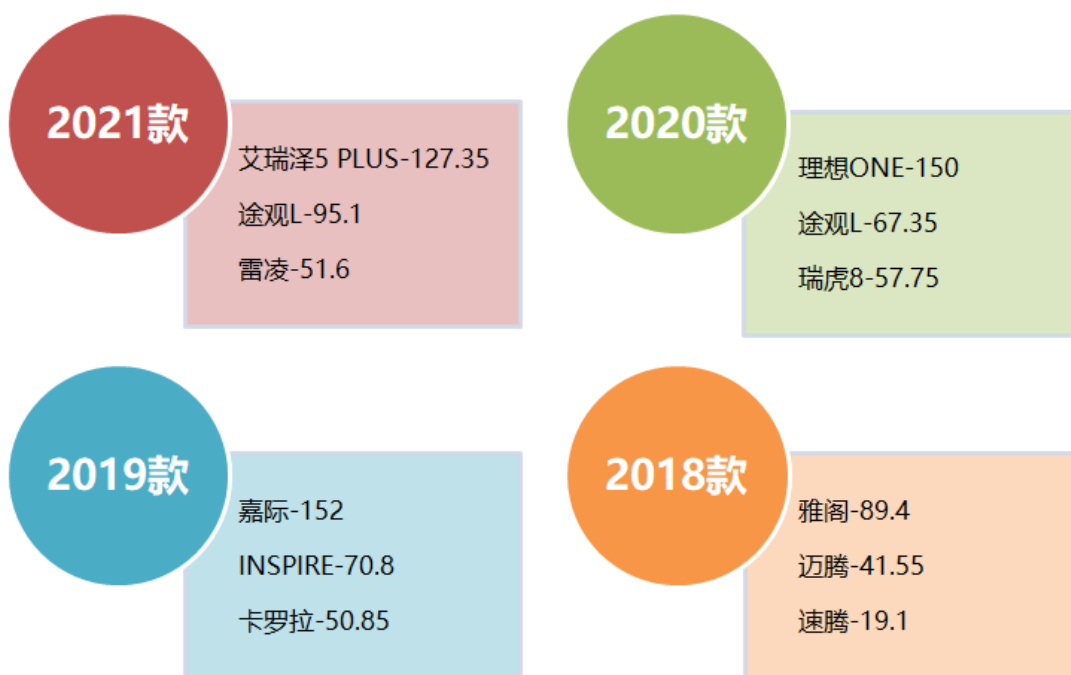 2021款
艾瑞泽5 PLUS-127.35
途观L-95.1
雷凌-51.6
2020款
理想ONE-150
途观L-67.35
瑞虎8-57.75
2019款
嘉际-152
INSPIRE-70.8
卡罗拉-50.85
2018款
雅阁-89.4
迈腾-41.55
速腾-19.1